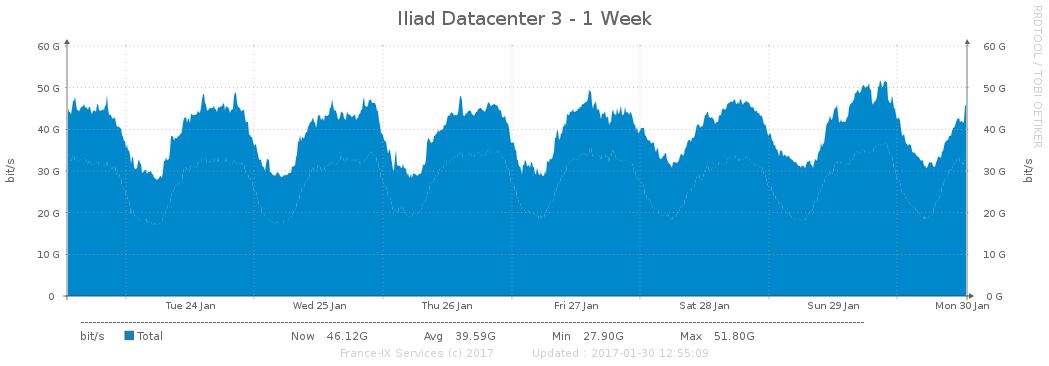 Iliad Datacenter 3 - 1 Week
RRDTOOL / TOBI OETIKER
60 G 60 G
50 G 50 G
40 G 40 G
30 G 30 G
20 G 20 G
10 G 10 G
0 0 G
bit/s
bit/s
Tue 24 Jan Wed 25 Jan Thu 26 Jan Fri 27 Jan Sat 28 Jan Sun 29 Jan Mon 30 Jan
bit/s Total Now 46.12G Avg 39.59G Min 27.90G Max 51.80G
France-IX Services (c) 2017 Updated : 2017-01-30 12:55:09